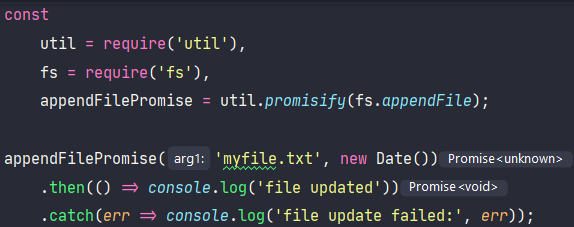 const
util = require('util'),
fs = require('fs'),
appendFilePromise = util.promisify(fs.appendFile);
appendFilePromise( arg1: 'myfile.txt', new Date()) Promise<unknown>
.then(() => console.log('file updated')) Promise<void>
.catch(err => console.log('file update failed:', err));